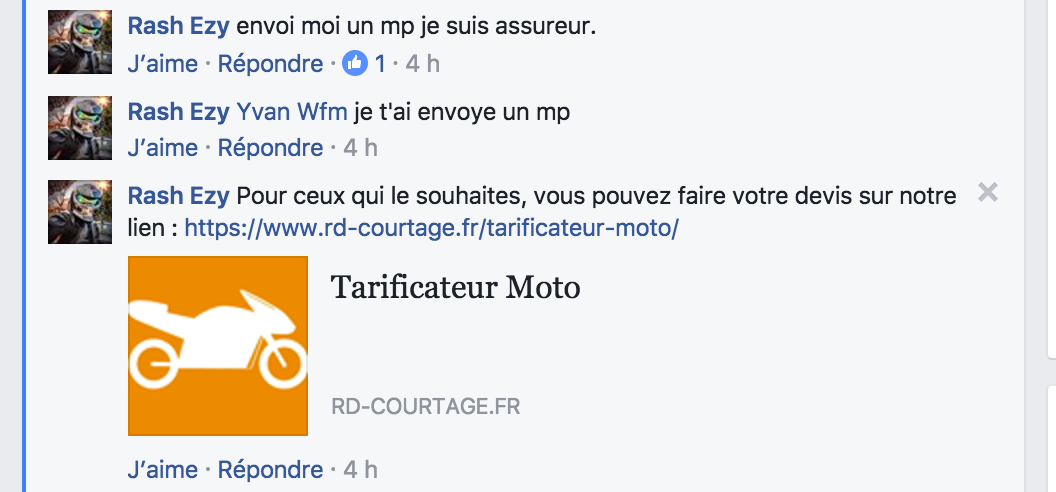 Rash Ezy envoi moi un mp je suis assureur.
J'aime · Répondre · 1 · 4 h
Rash Ezy Yvan Wfm je t'ai envoye un mp
J'aime · Répondre · 4 h
Rash Ezy Pour ceux qui le souhaites, vous pouvez faire votre devis sur notre
lien : https://www.rd-courtage.fr/tarificateur-moto/
Tarificateur Moto
RD-COURTAGE.FR
J'aime · Répondre · 4 h